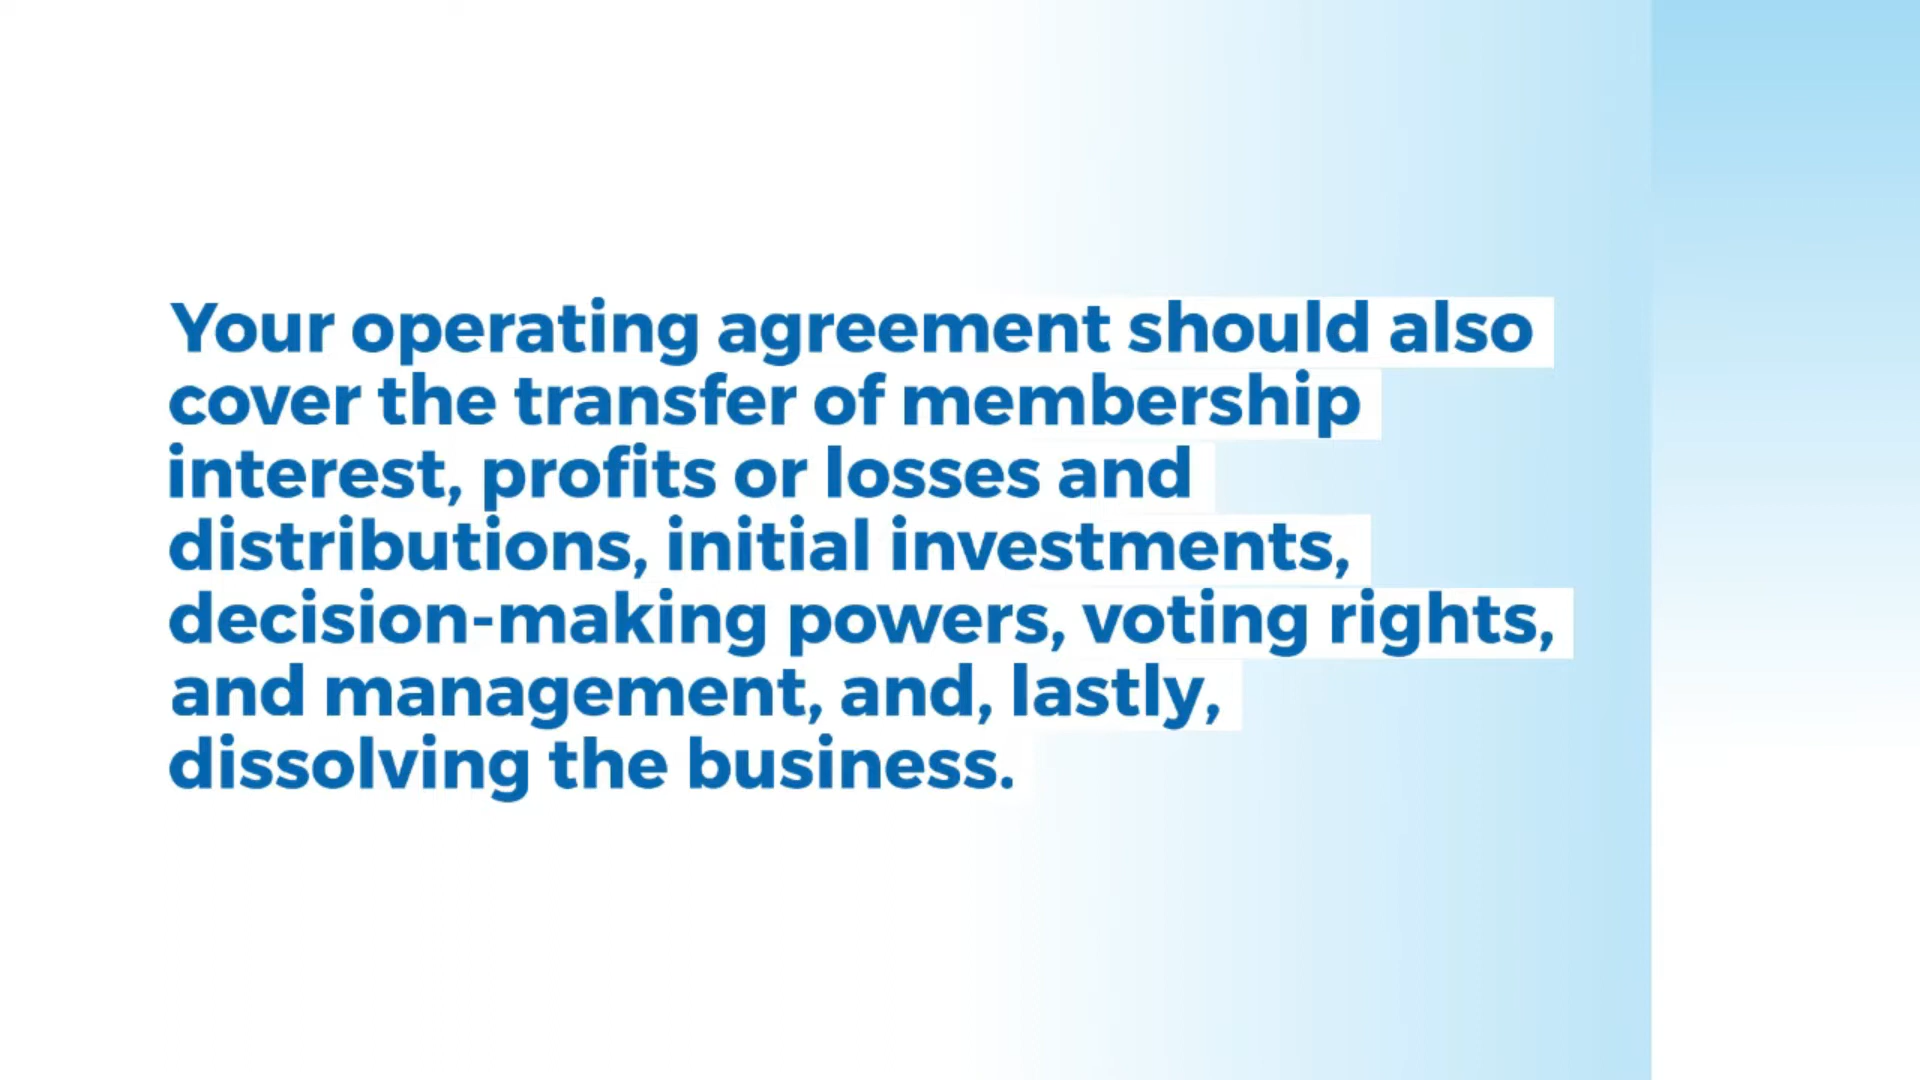 Your operating agreement should also
cover the transfer of membership
interest, profits or losses and
distributions, initial investments,
decision-making powers, voting rights,
and management, and, lastly,
dissolving the business.